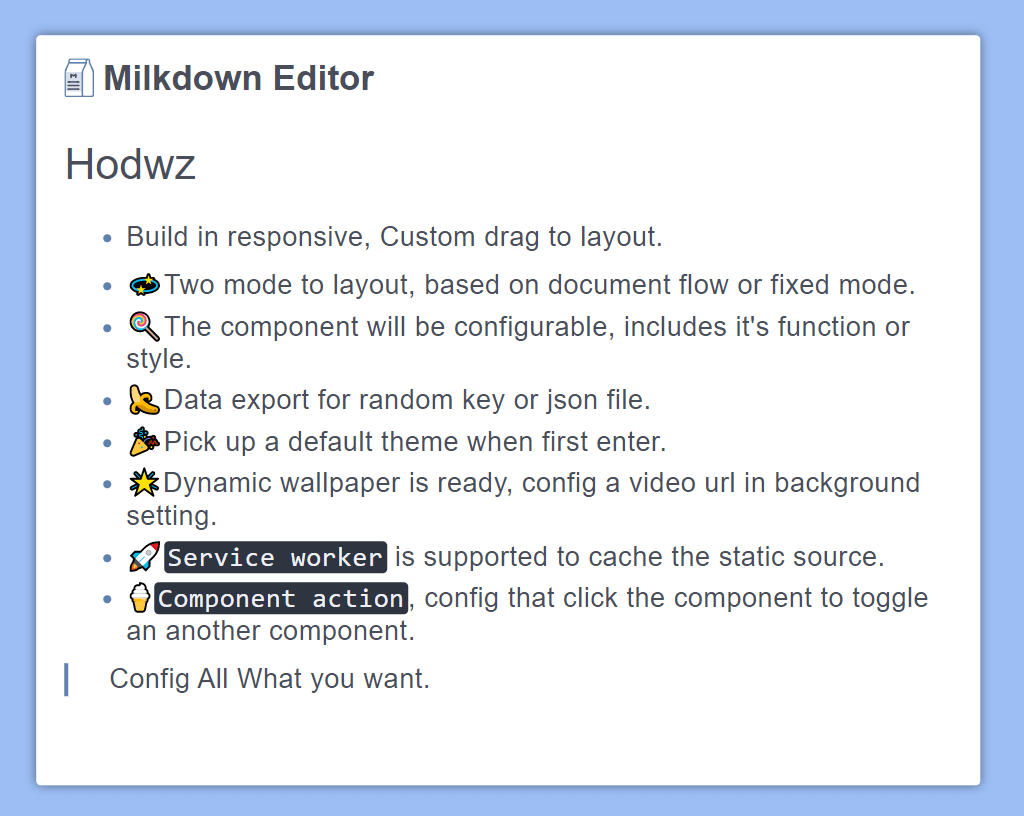 Milkdown Editor
Hodwz
Build in responsive, Custom drag to layout.
💫Two mode to layout, based on document flow or fixed mode.
🍭The component will be configurable, includes it's function or
style.
🍌Data export for random key or json file.
🎉Pick up a default theme when first enter.
🌟Dynamic wallpaper is ready, config a video url in background
setting.
🚀Service worker is supported to cache the static source.
🍦Component action, config that click the component to toggle
an another component.
Config All What you want.